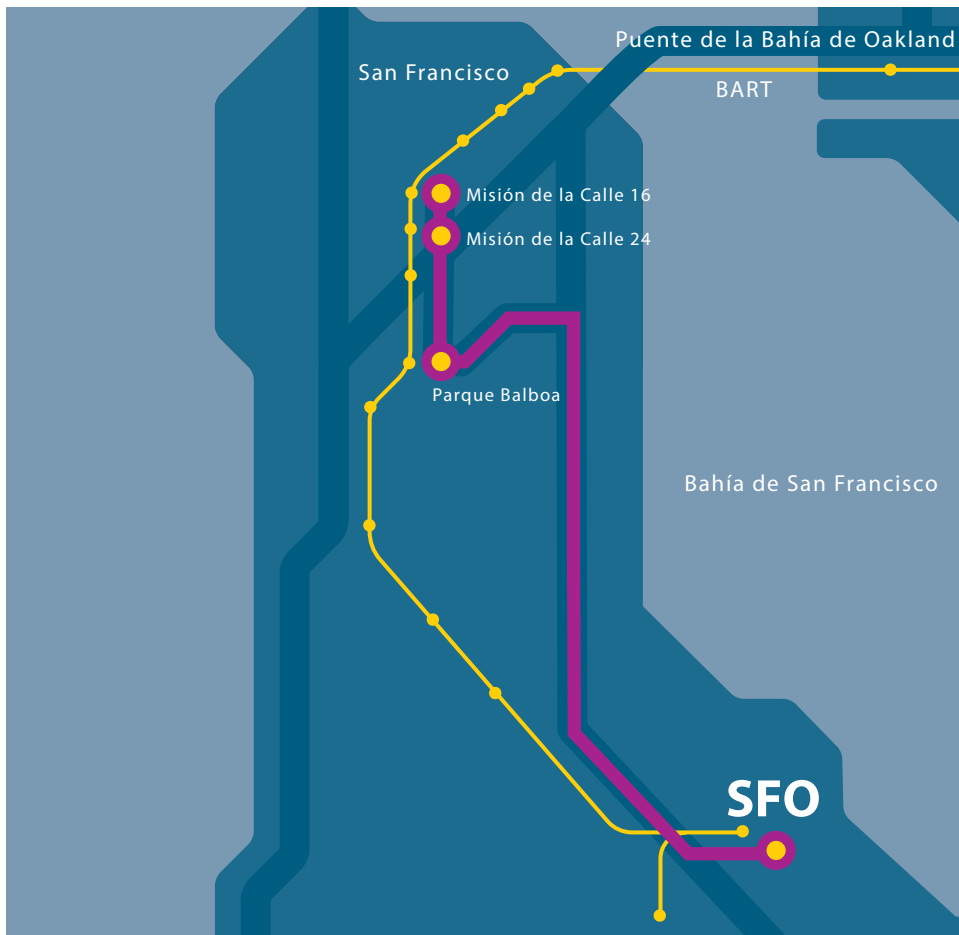 Puente de la Bahía de Oakland
San Francisco
BART
Misión de la Calle 16
Misión de la Calle 24
Parque Balboa
Bahía de San Francisco
SFO